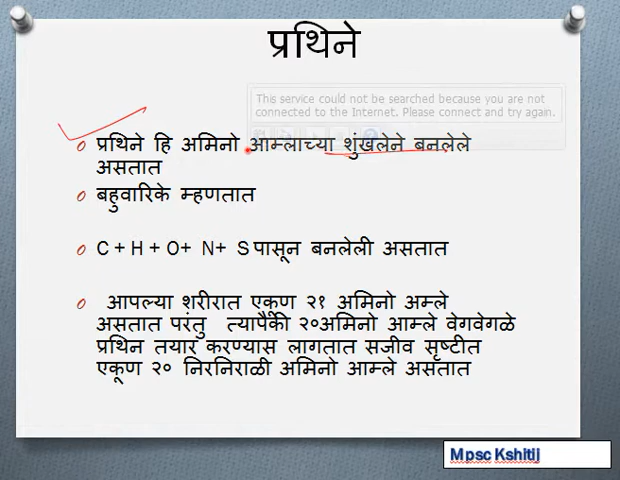 प्रथिने
This service could not be searched because you are not
connected to the Internet. Please connect and try again.
प्रथिने हि अमिनो आम्लाच्या शुंखलेने बनलेले
असतात
बहुवारिके म्हणतात
C + H + O+ N+ S पासून बनलेली असतात
आपल्या शरीरात एकूण २१ अमिनो अम्ले
असतात परंतु त्यापैकी २०अमिनो आम्ले वेगवेगळे
प्रथिन तयार करण्यास लागतात सजीव सृष्टीत
एकूण २० निरनिराळी अमिनो आम्ले असतात
Mpsc Kshitij